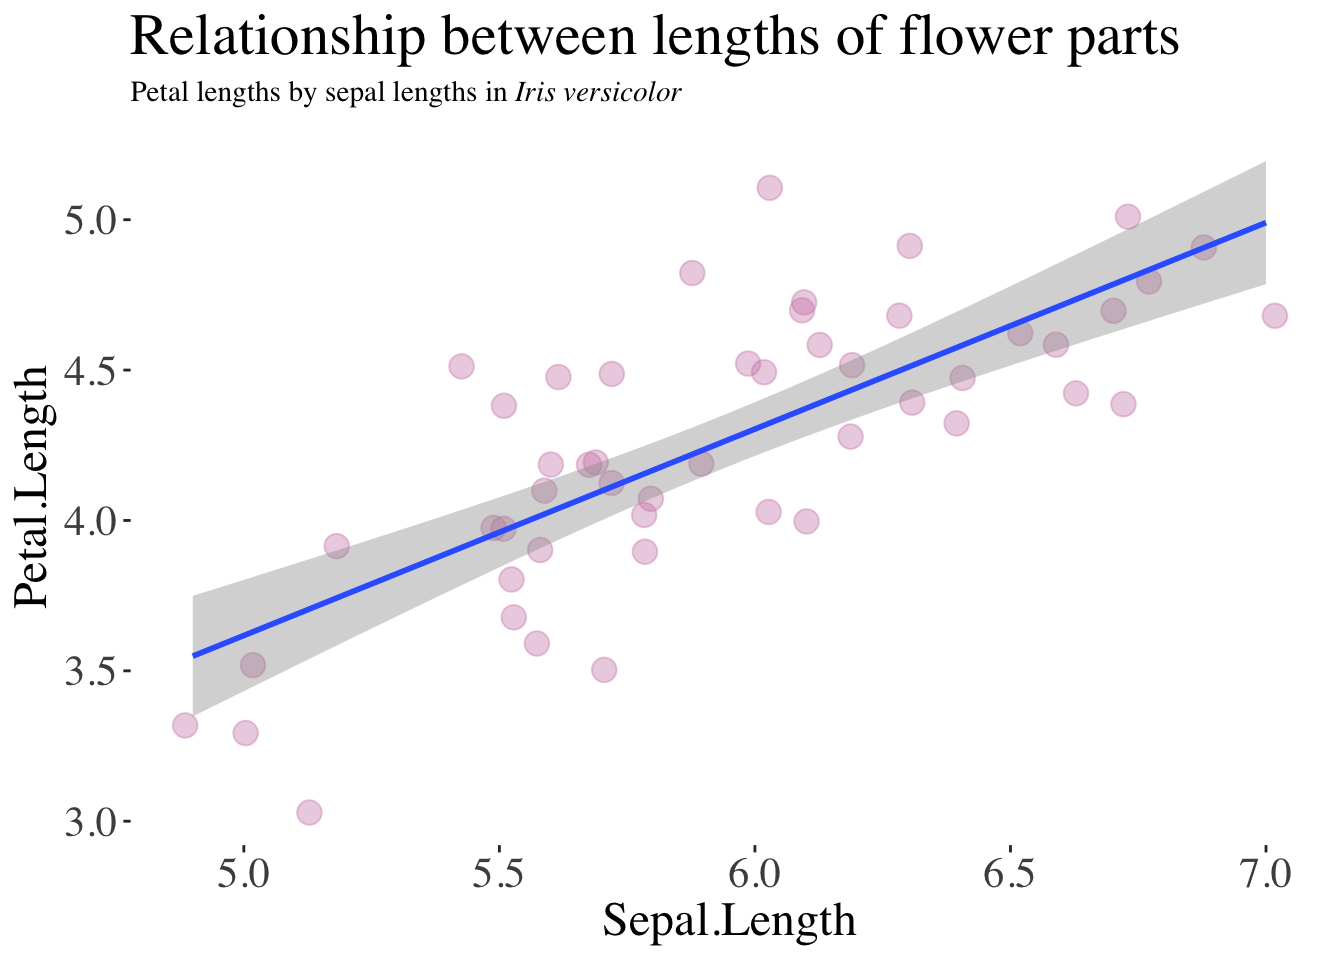 Relationship between lengths of flower parts
Petal lengths by sepal lengths in Iris versicolor
Petal.Length
5.0
4.5
4.0
3.5
3.0
5.0 5.5 6.0 6.5 7.0
Sepal.Length